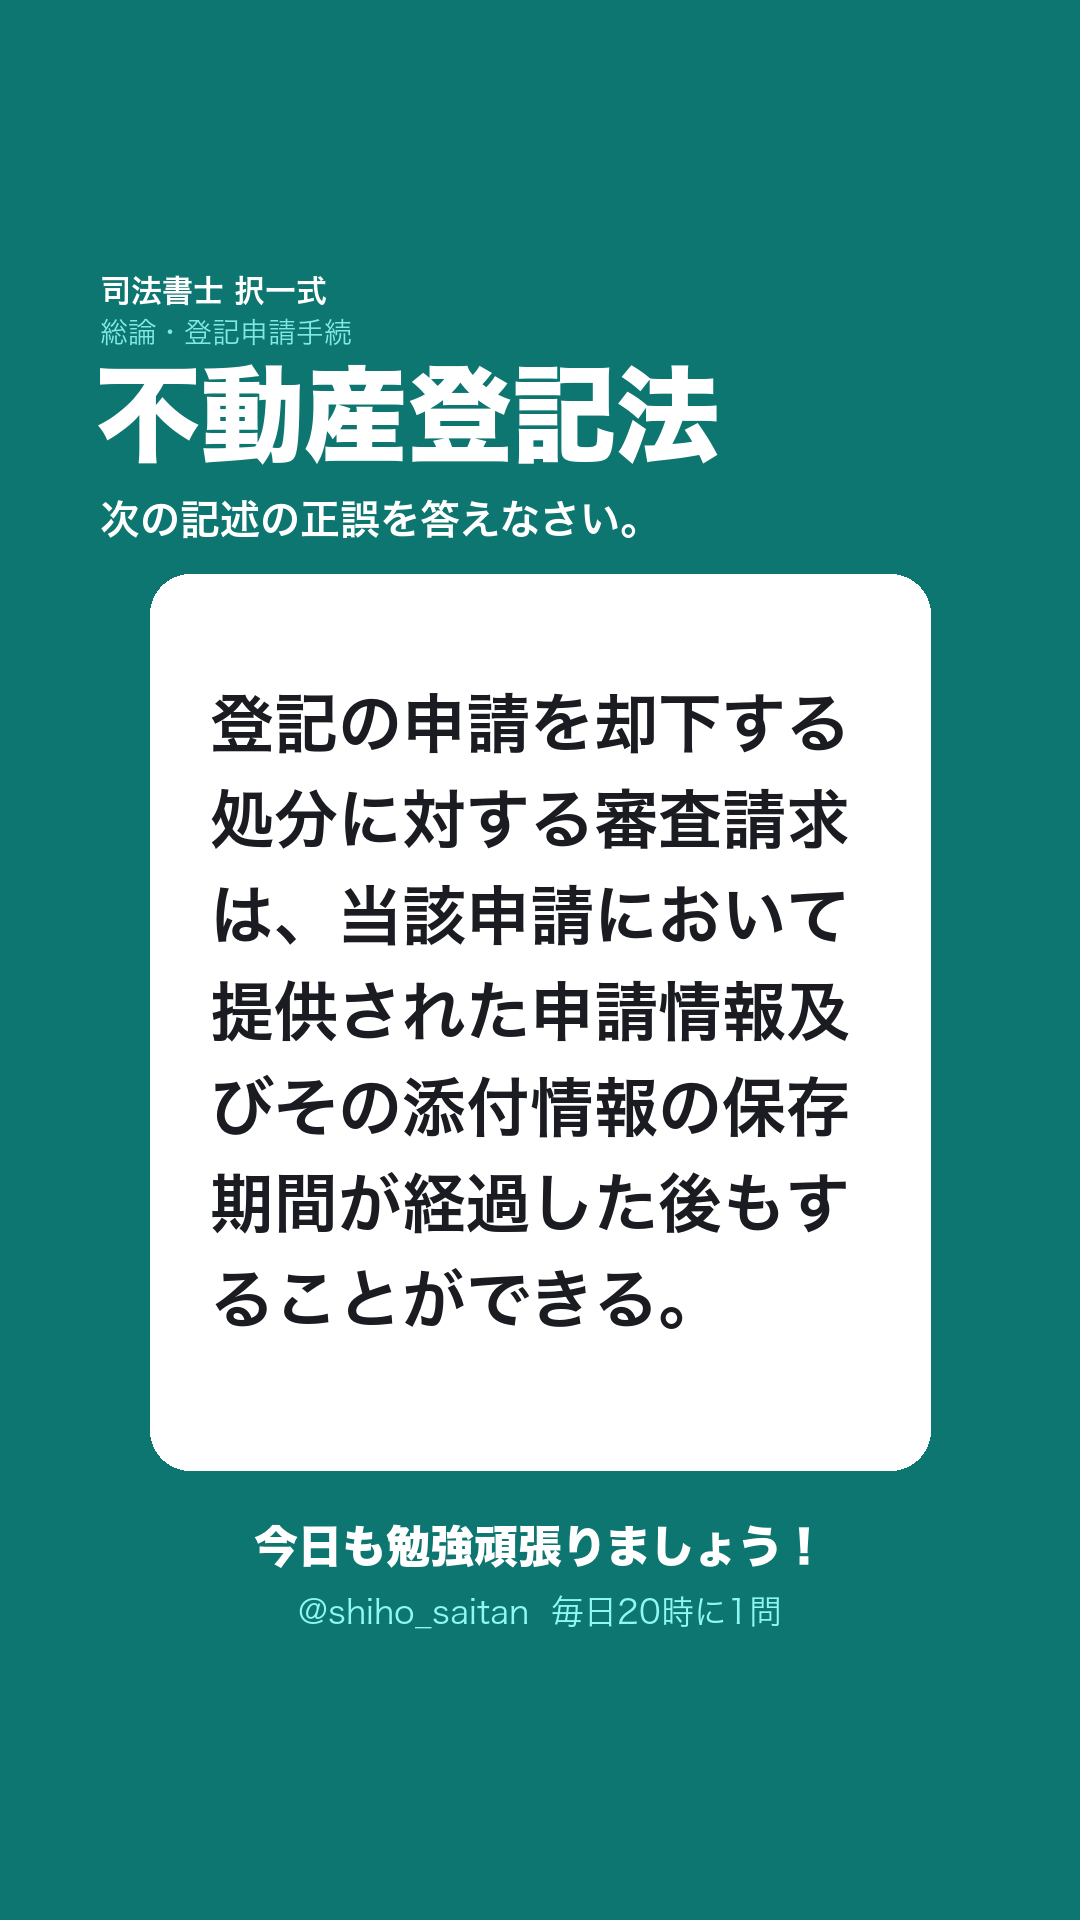 司法書士 択一式
総論・登記申請手続
不動産登記法
次の記述の正誤を答えなさい。
登記の申請を却下する
処分に対する審査請求
は、当該申請において
提供された申請情報及
びその添付情報の保存
期間が経過した後もす
ることができる。
今日も勉強頑張りましょう！
@shiho_saitan 毎日20時に1問